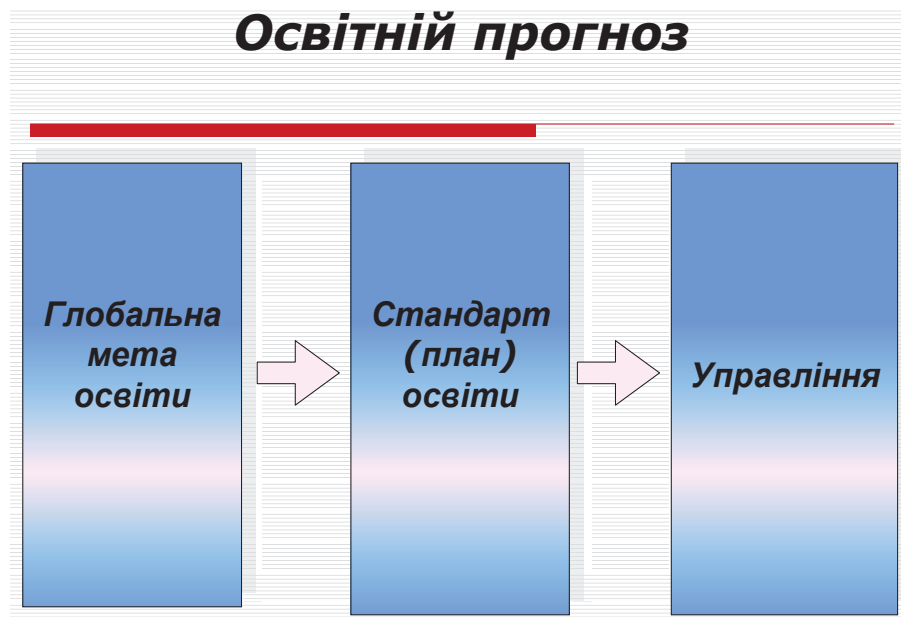 Освітній прогноз
Глобальна
мета
освіти
Стандарт
(план)
освіти
Управління